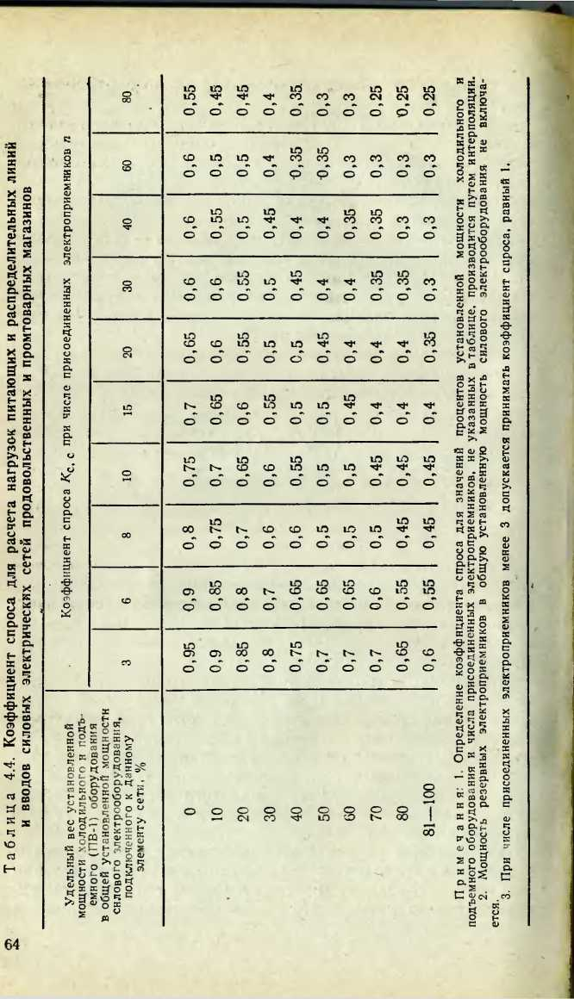 64
Таблица 4.4. Коэффициент спроса для расчета нагрузок питающих и распределительных линий
и вводов силовых электрических сетей продовольственных и промтоварных магазинов
Удельный вес установленной
мощности холодильного и подъ-
емного (ПВ-1) оборудования
в общей установленной мощности
силового электрооборудования,
подключенного к данному
элементу сети, %
Коэффициент спроса Kс. с при числе присоединенных электроприемников n
3 6 8 10 15 20 30 40 60 80
0 0,95 0,9 0,8 0,75 0,7 0,65 0,6 0,6 0,6 0,55
10 0,9 0,85 0,75 0,7 0,65 0,6 0,6 0,55 0,5 0,45
20 0,85 0,8 0,7 0,65 0,6 0,55 0,55 0,5 0,5 0,45
30 0,8 0,7 0,6 0,6 0,55 0,5 0,5 0,45 0,4 0,4
40 0,75 0,65 0,6 0,55 0,5 0,5 0,45 0,4 0,35 0,35
50 0,7 0,65 0,5 0,5 0,5 0,45 0,4 0,4 0,35 0,3
60 0,7 0,65 0,5 0,5 0,45 0,4 0,4 0,35 0,3 0,3
70 0,7 0,6 0,5 0,45 0,4 0,4 0,35 0,35 0,3 0,25
80 0,65 0,55 0,45 0,45 0,4 0,4 0,35 0,3 0,3 0,25
81—100 0,6 0,55 0,45 0,45 0,4 0,35 0,3 0,3 0,3 0,25
Примечания: 1. Определение коэффициента спроса для значений процентов установленной мощности холодильного и
подъемного оборудования и числа присоединенных электроприемников, не указанных в таблице, производится путем интерполяции.
2. Мощность резервных электроприемников в общую установленную мощность силового электрооборудования не включа-
ется.
3. При числе присоединенных электроприемников менее 3 допускается принимать коэффициент спроса, равный 1.